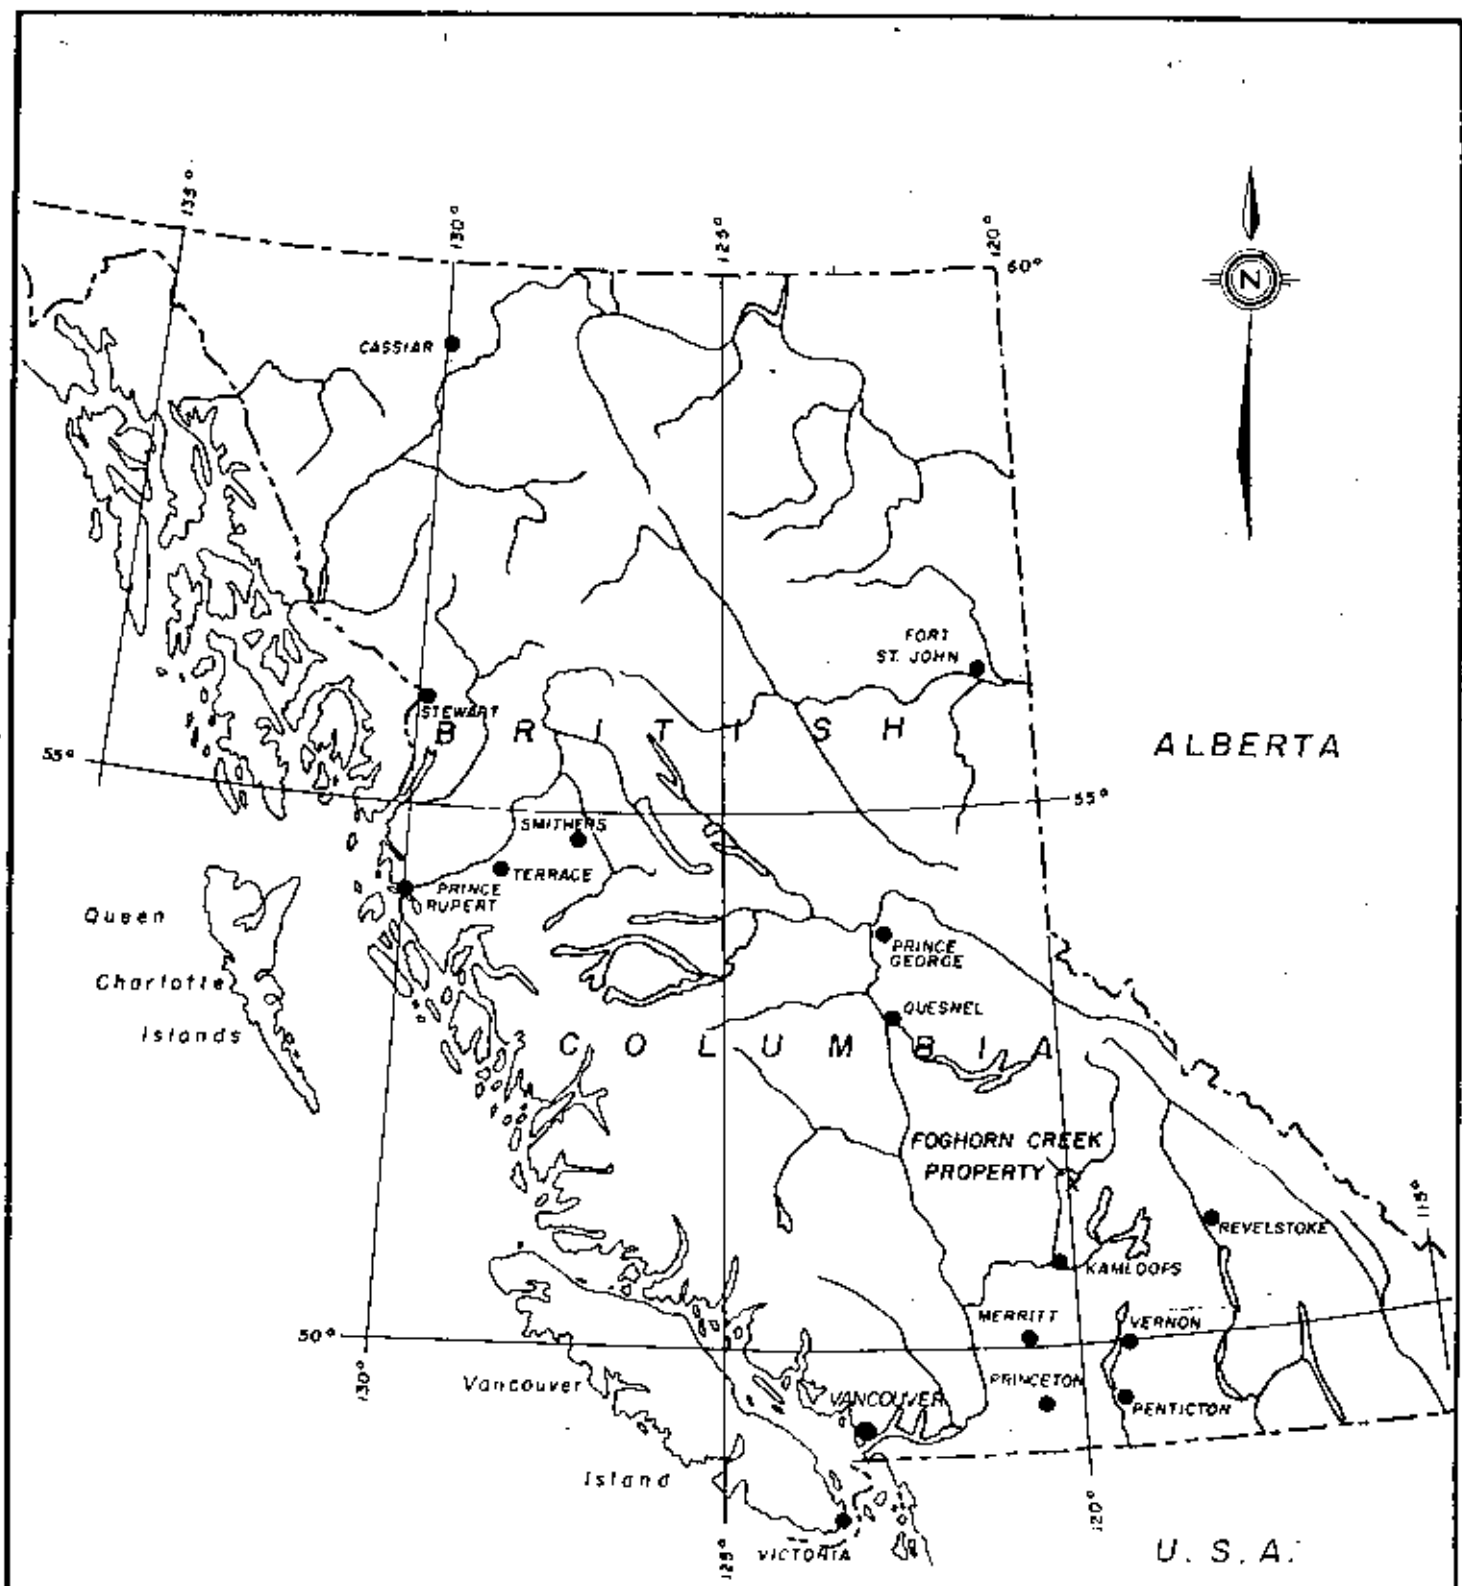 135°
130°
125°
120°
60°
N
CASSIAR
FORT
ST. JOHN
STEWART
BRITISH
ALBERTA
55°
55°
SMITHERS
TERRACE
PRINCE
RUPERT
Queen
Charlotte
Islands
PRINCE
GEORGE
QUESNEL
COLUMBIA
FOGHORN CREEK
PROPERTY
REVELSTOKE
115°
KAMLOOPS
MERRITT
VERNON
50°
130°
Vancouver
Island
VANCOUVER
PRINCETON
PENTICTON
120°
125°
VICTORIA
U.S.A.